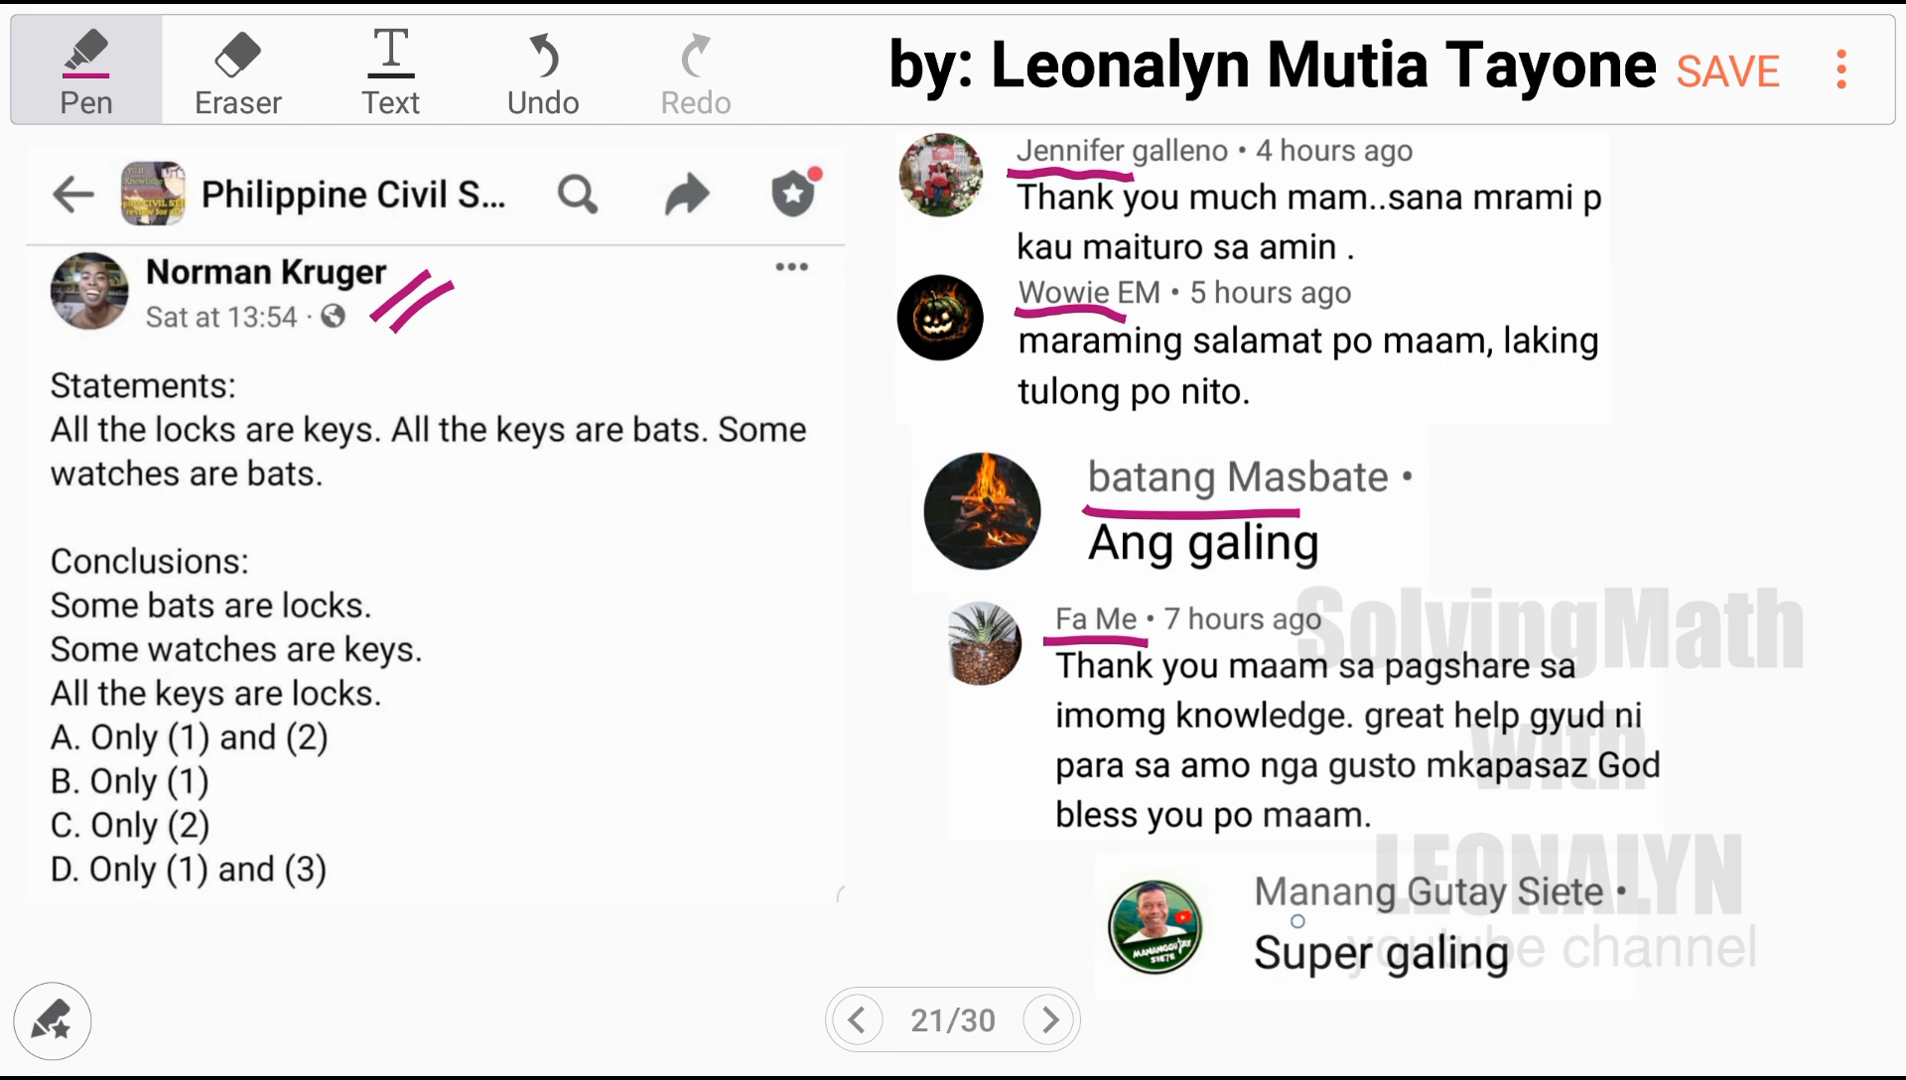 Pen
Eraser
Text
Undo
Redo
by: Leonalyn Mutia Tayone
SAVE
Philippine Civil S...
Norman Kruger
Sat at 13:54 ·
Statements:
All the locks are keys. All the keys are bats. Some
watches are bats.
Conclusions:
Some bats are locks.
Some watches are keys.
All the keys are locks.
A. Only (1) and (2)
B. Only (1)
C. Only (2)
D. Only (1) and (3)
Jennifer galleno • 4 hours ago
Thank you much mam..sana mrami p
kau maituro sa amin .
Wowie EM • 5 hours ago
maraming salamat po maam, laking
tulong po nito.
batang Masbate •
Ang galing
Fa Me • 7 hours ago
Thank you maam sa pagshare sa
imomg knowledge. great help gyud ni
para sa amo nga gusto mkapasaz God
bless you po maam.
Manang Gutay Siete •
Super galing
MANANGGUTAY
SIETE
SolvingMath
with
LEONALYN
youtube channel
21/30